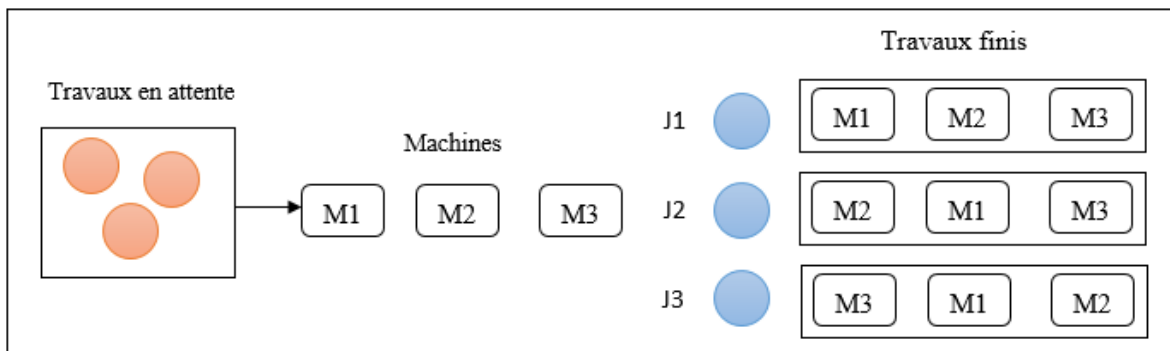 Travaux en attente
Machines
M1 M2 M3
Travaux finis
J1 M1 M2 M3
J2 M2 M1 M3
J3 M3 M1 M2